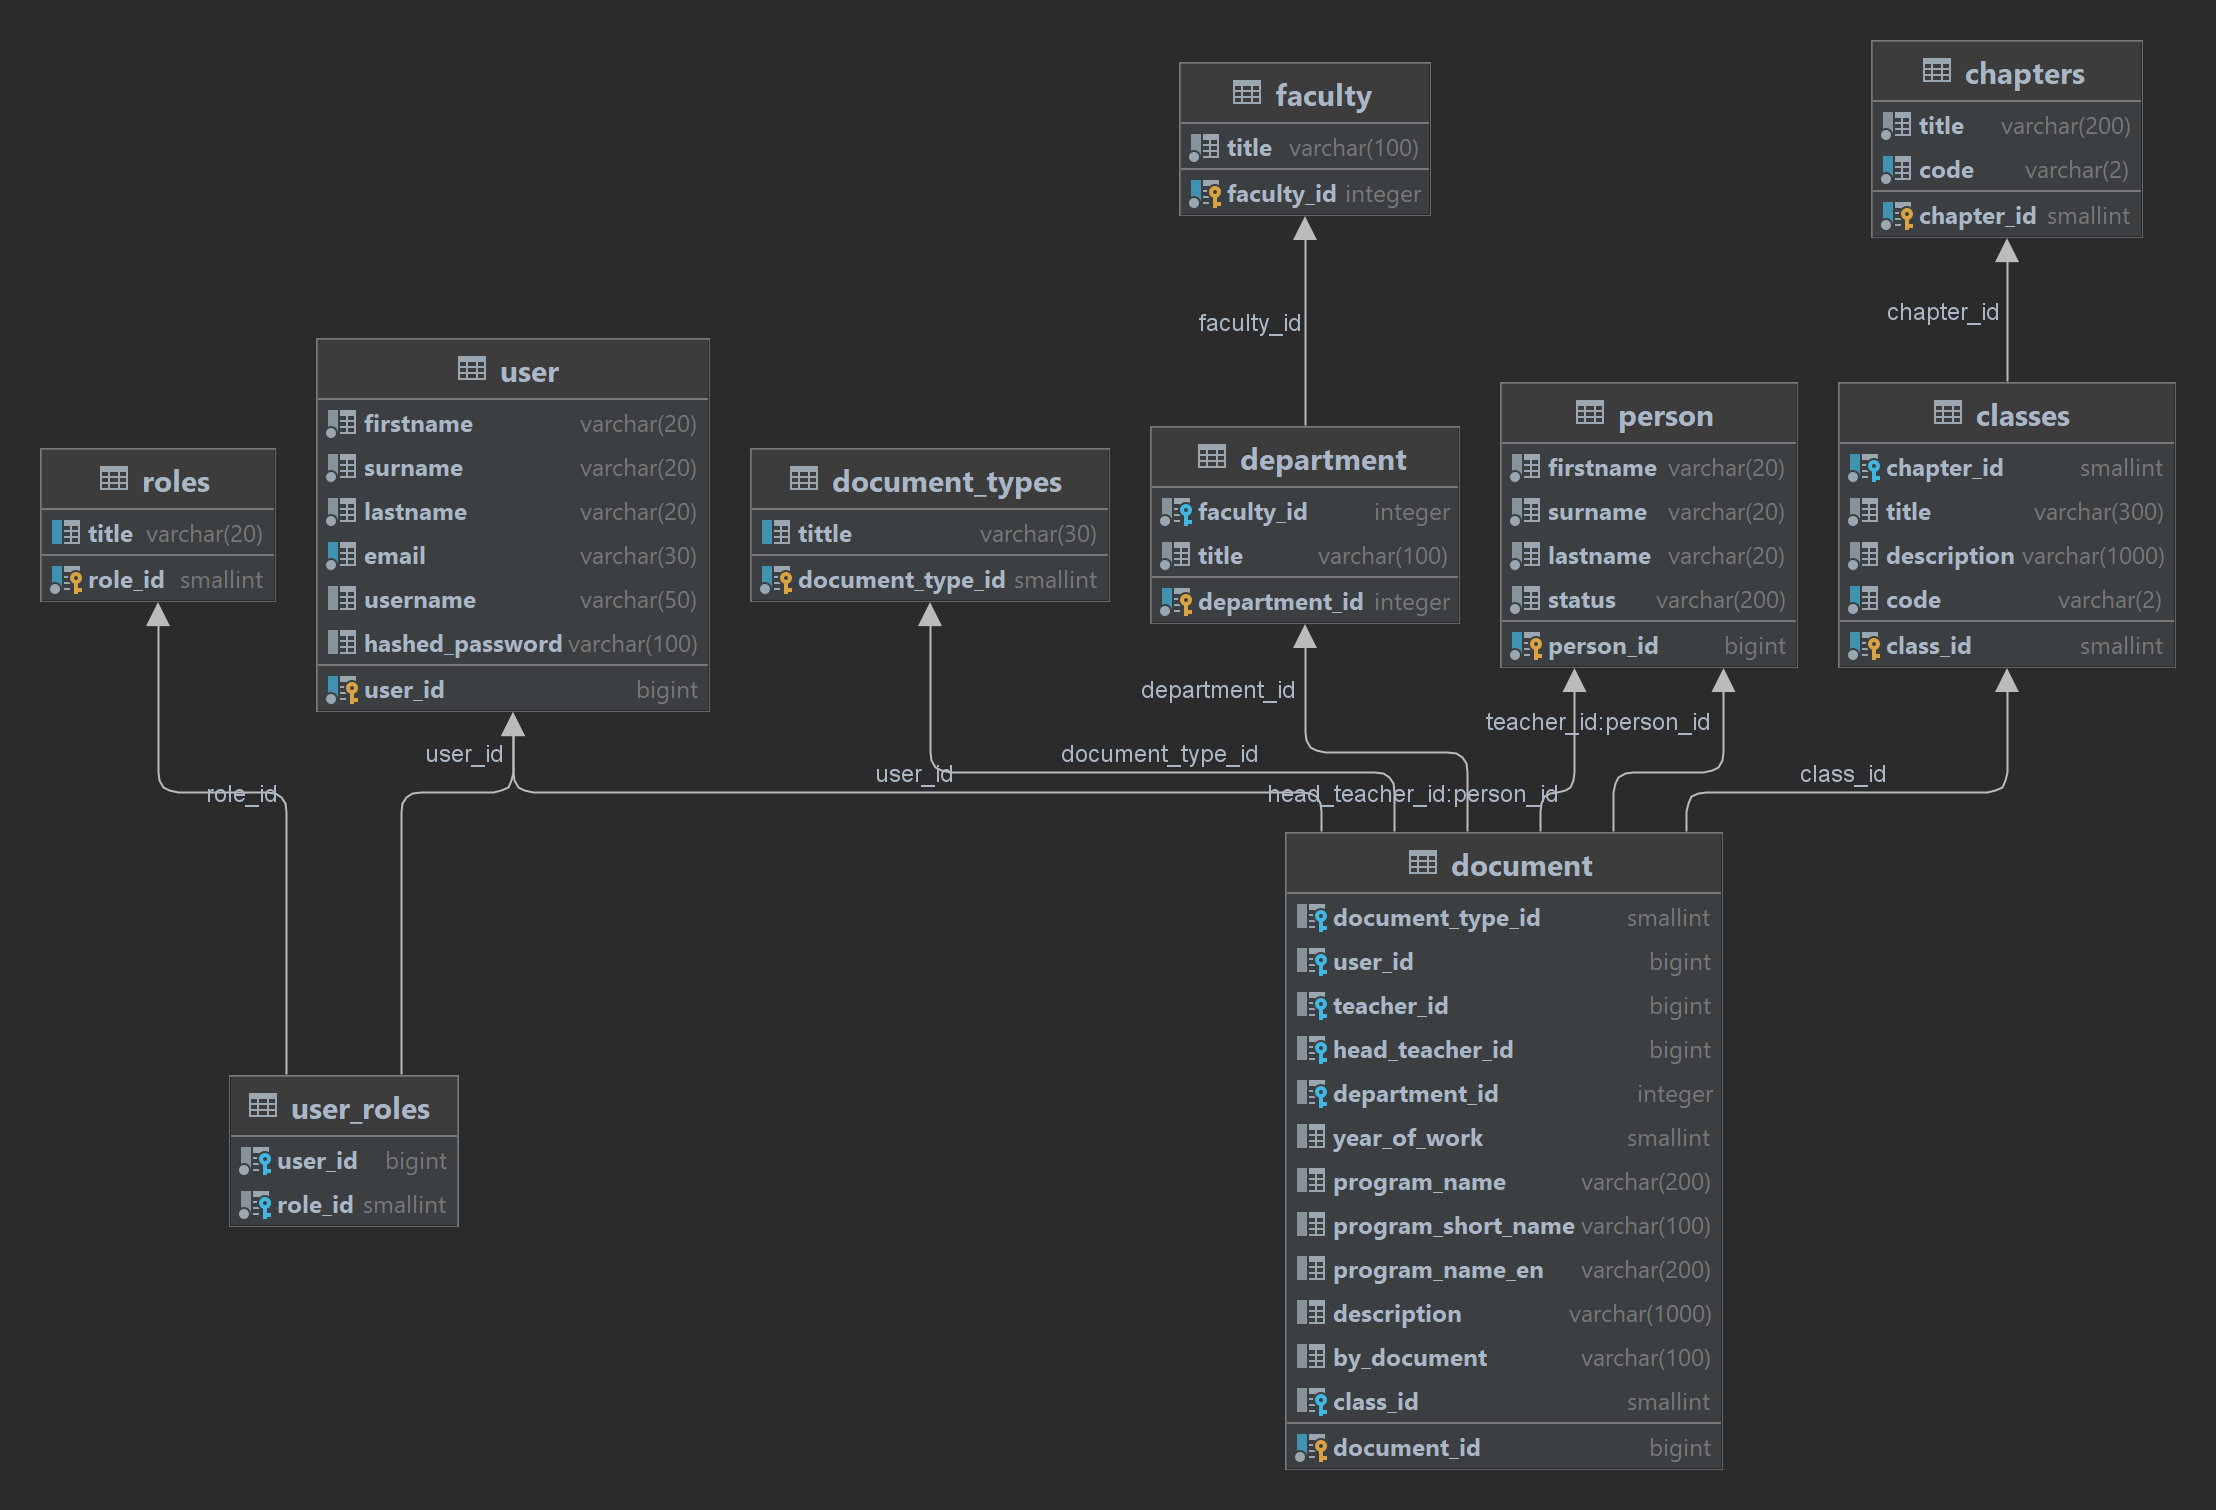 faculty
title varchar(100)
faculty_id integer
chapters
title varchar(200)
code varchar(2)
chapter_id smallint
faculty_id
chapter_id
user
firstname varchar(20)
surname varchar(20)
lastname varchar(20)
email varchar(30)
username varchar(50)
hashed_password varchar(100)
user_id bigint
roles
title varchar(20)
role_id smallint
document_types
tittle varchar(30)
document_type_id smallint
department
faculty_id integer
title varchar(100)
department_id integer
person
firstname varchar(20)
surname varchar(20)
lastname varchar(20)
status varchar(200)
person_id bigint
classes
chapter_id smallint
title varchar(300)
description varchar(1000)
code varchar(2)
class_id smallint
department_id
teacher_id:person_id
user_id
document_type_id
user_id
class_id
role_id
head_teacher_id:person_id
document
document_type_id smallint
user_id bigint
teacher_id bigint
head_teacher_id bigint
department_id integer
year_of_work smallint
program_name varchar(200)
program_short_name varchar(100)
program_name_en varchar(200)
description varchar(1000)
by_document varchar(100)
class_id smallint
document_id bigint
user_roles
user_id bigint
role_id smallint